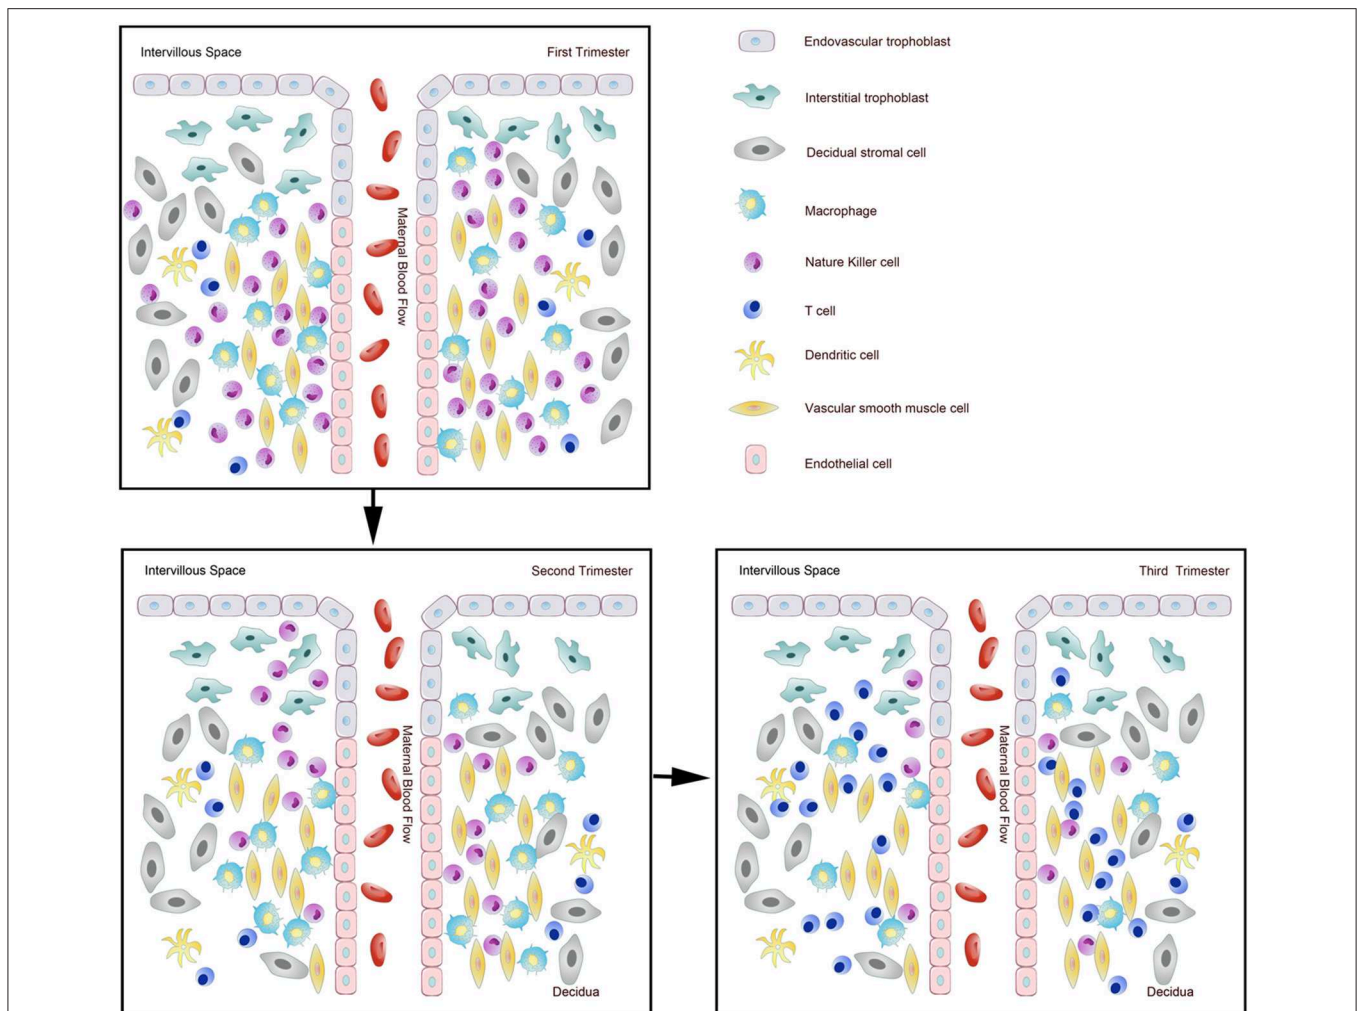 Intervillous Space
First Trimester
Maternal Blood Flow
Endovascular trophoblast
Interstitial trophoblast
Decidual stromal cell
Macrophage
Nature Killer cell
T cell
Dendritic cell
Vascular smooth muscle cell
Endothelial cell
Intervillous Space
Second Trimester
Maternal Blood Flow
Decidua
Intervillous Space
Third Trimester
Maternal Blood Flow
Decidua